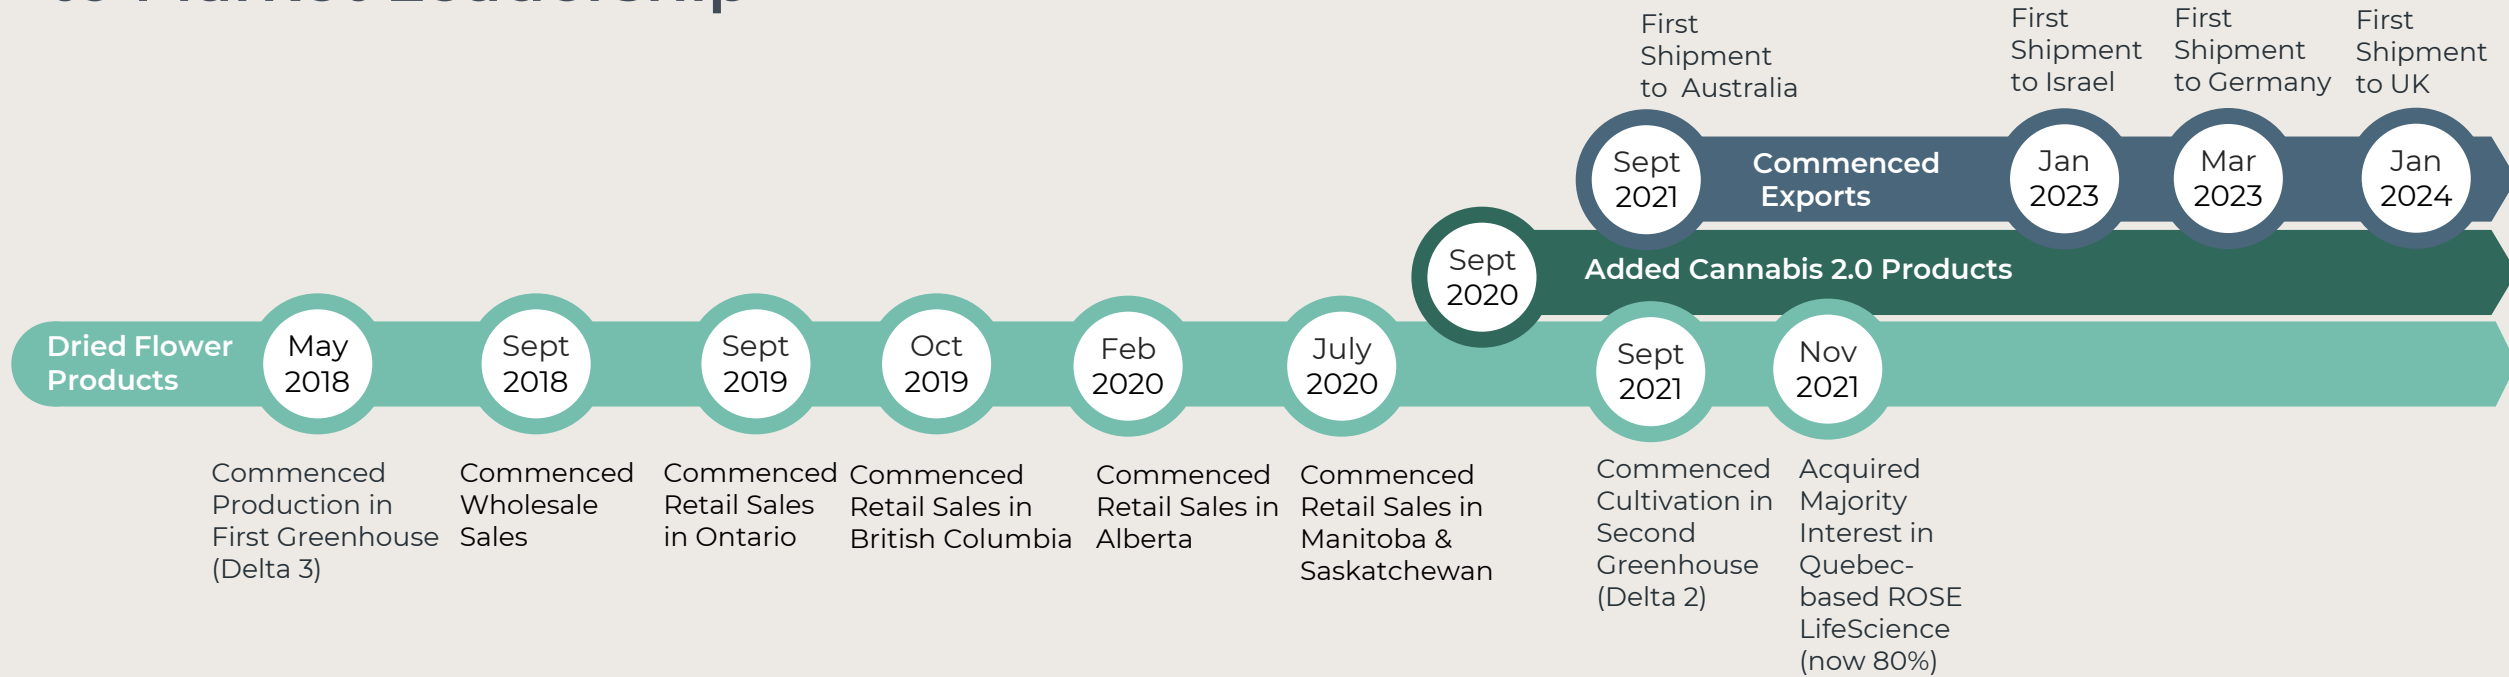 to Market Leadership
First
Shipment
to Australia
First
Shipment
to Israel
First
Shipment
to Germany
First
Shipment
to UK
Sept
2021
Commenced
Exports
Jan
2023
Mar
2023
Jan
2024
Sept
2020
Added Cannabis 2.0 Products
Dried Flower
Products
May
2018
Sept
2018
Sept
2019
Oct
2019
Feb
2020
July
2020
Sept
2021
Nov
2021
Commenced
Production in
First Greenhouse
(Delta 3)
Commenced
Wholesale
Sales
Commenced
Retail Sales
in Ontario
Commenced
Retail Sales in
British Columbia
Commenced
Retail Sales in
Alberta
Commenced
Retail Sales in
Manitoba &
Saskatchewan
Commenced
Cultivation in
Second
Greenhouse
(Delta 2)
Acquired
Majority
Interest in
Quebec-
based ROSE
LifeScience
(now 80%)